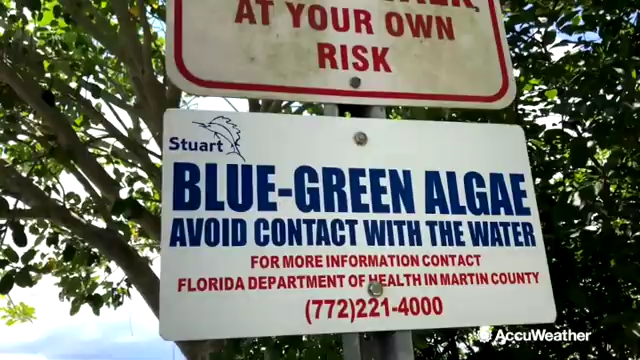 AT YOUR OWN
RISK
Stuart
BLUE-GREEN ALGAE
AVOID CONTACT WITH THE WATER
FOR MORE INFORMATION CONTACT
FLORIDA DEPARTMENT OF HEALTH IN MARTIN COUNTY
(772)221-4000
AccuWeather